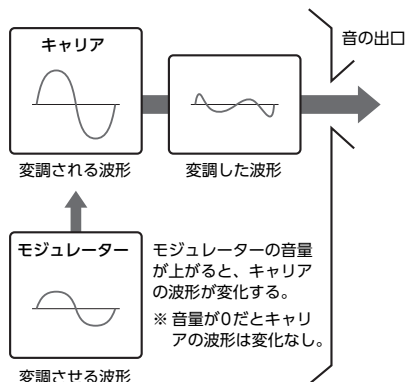 キャリア
音の出口
変調される波形
変調した波形
モジュレーター
モジュレーターの音量
が上がると、キャリア
の波形が変化する。
※ 音量が0だとキャリ
アの波形は変化なし。
変調させる波形